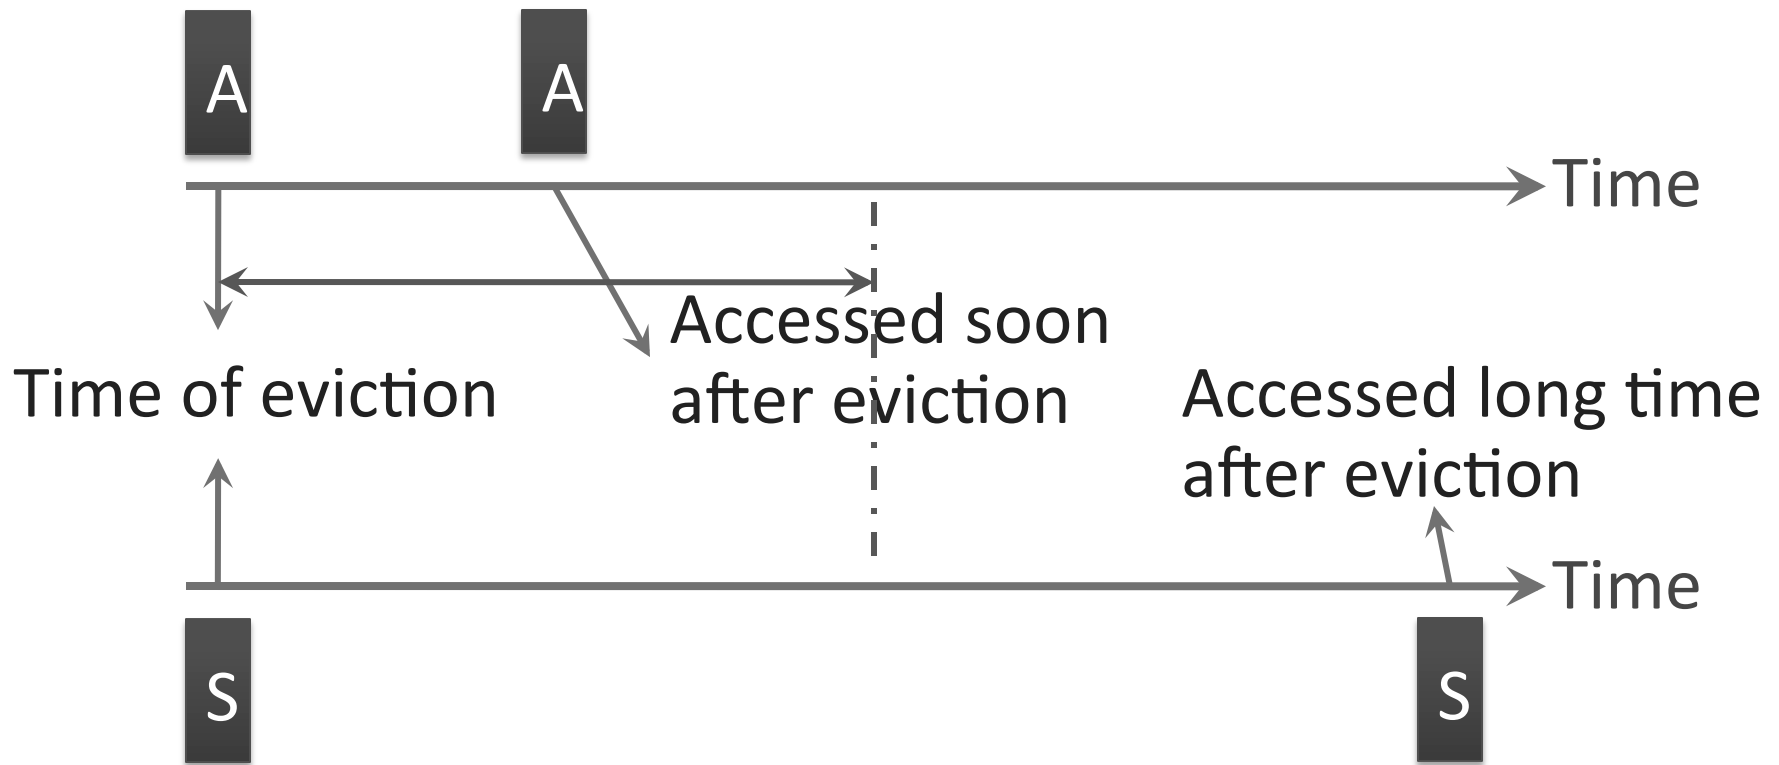 A
A
Time
Accessed soon
after eviction
Time of eviction
Accessed long time
after eviction
Time
S
S